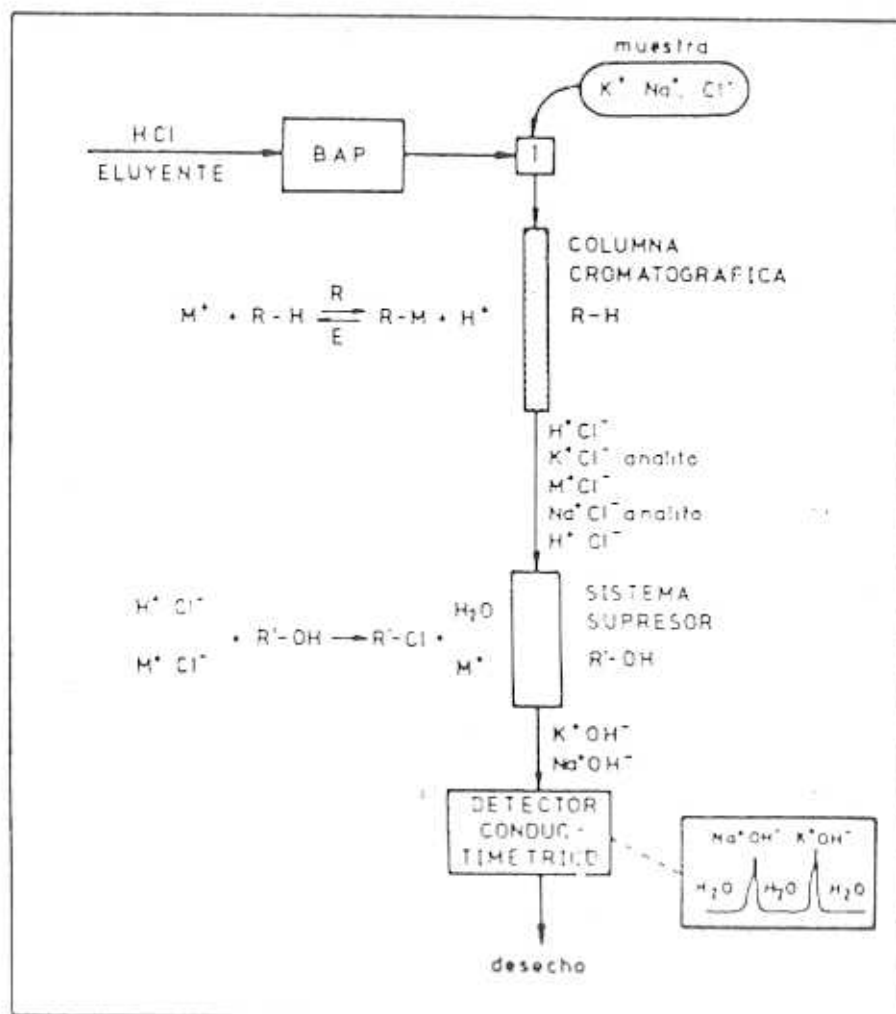 muestra
K⁺ Na⁺, Cl⁻
HCl
ELUYENTE
BAP
I
COLUMNA
CROMATOGRAFICA
R-H
M⁺ + R-H ⇌ R-M + H⁺
R
E
H⁺Cl⁻
K⁺Cl⁻ analito
M⁺Cl⁻
Na⁺Cl⁻ analito
H⁺ Cl⁻
SISTEMA
SUPRESOR
R'-OH
H⁺ Cl⁻
M⁺ Cl⁻
+ R'-OH → R'-Cl +
H₂O
M⁺
K⁺OH⁻
Na⁺OH⁻
DETECTOR
CONDUC-
TIMETRICO
Na⁺OH⁻ K⁺OH⁻
H₂O H₂O H₂O
desecho